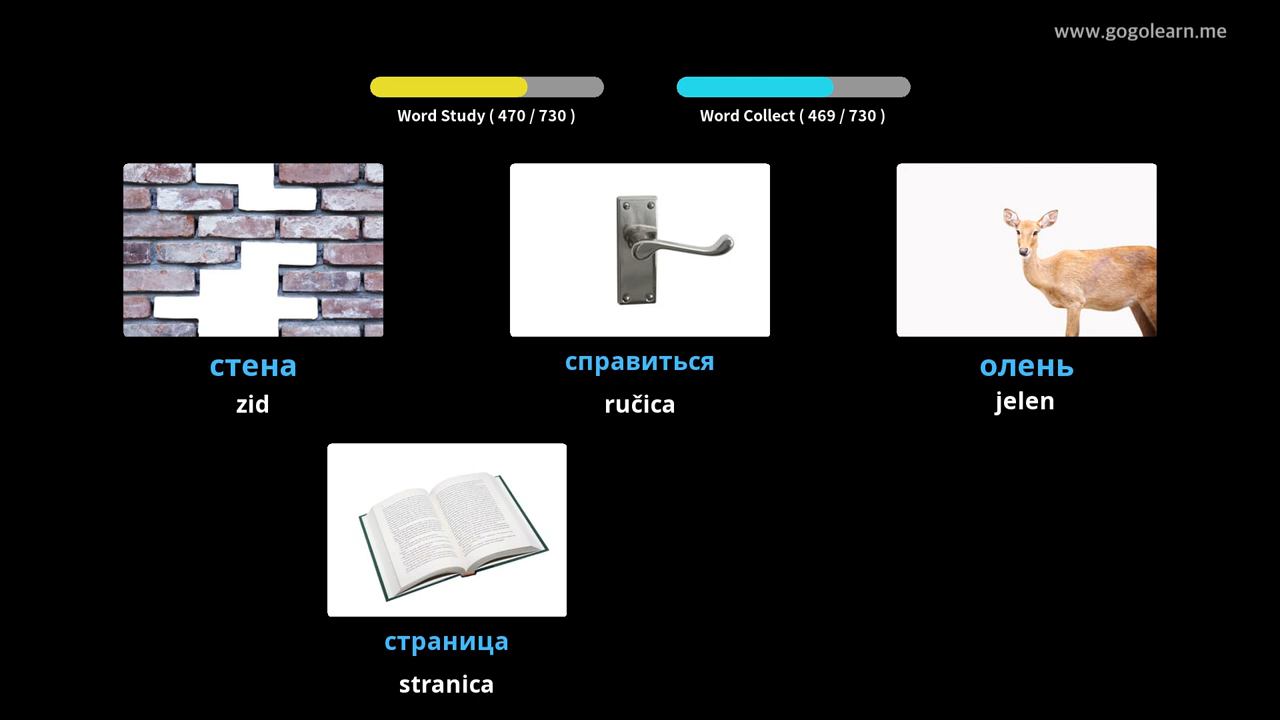 www.gogolearn.me
Word Study ( 470 / 730 )
Word Collect ( 469 / 730 )
стена
zid
справиться
ručica
олень
jelen
страница
stranica